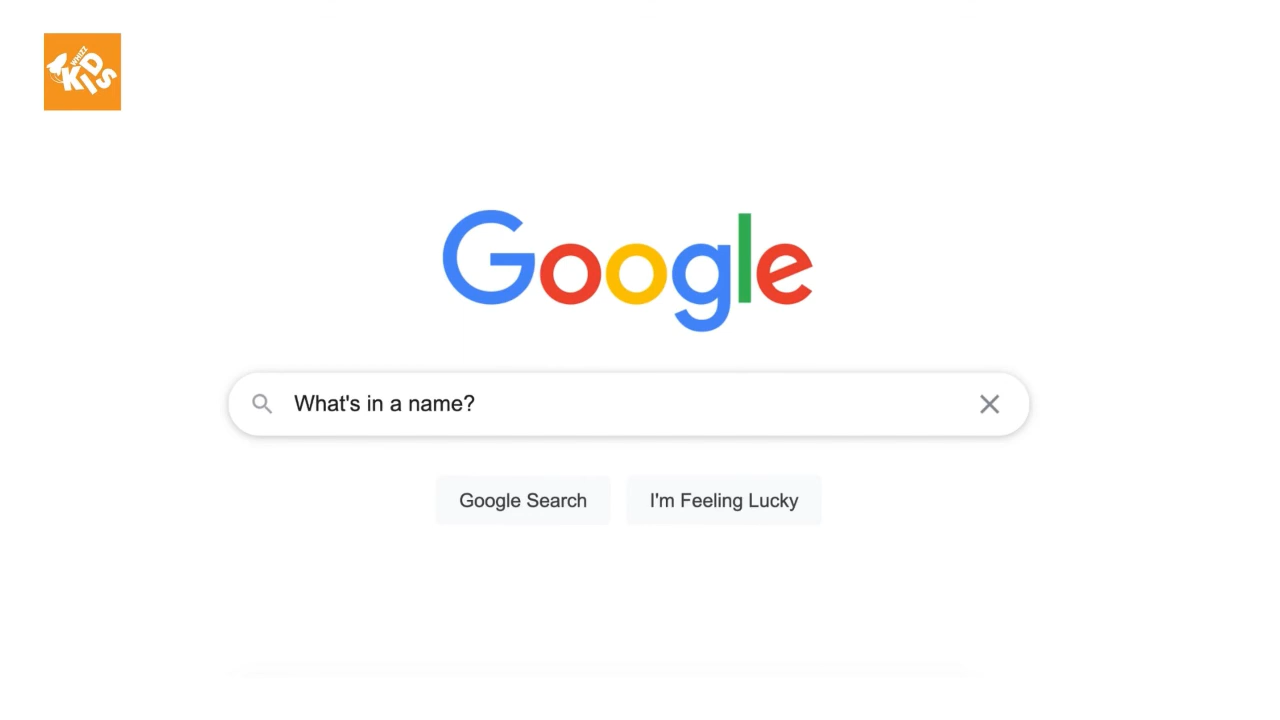 WHIZZ
KIDS
Google
What's in a name?
Google Search
I'm Feeling Lucky